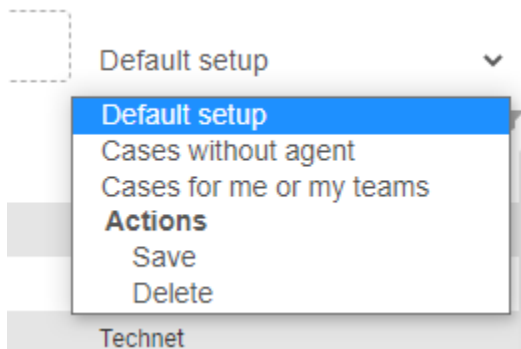 Default setup
Default setup
Cases without agent
Cases for me or my teams
Actions
Save
Delete
Technet